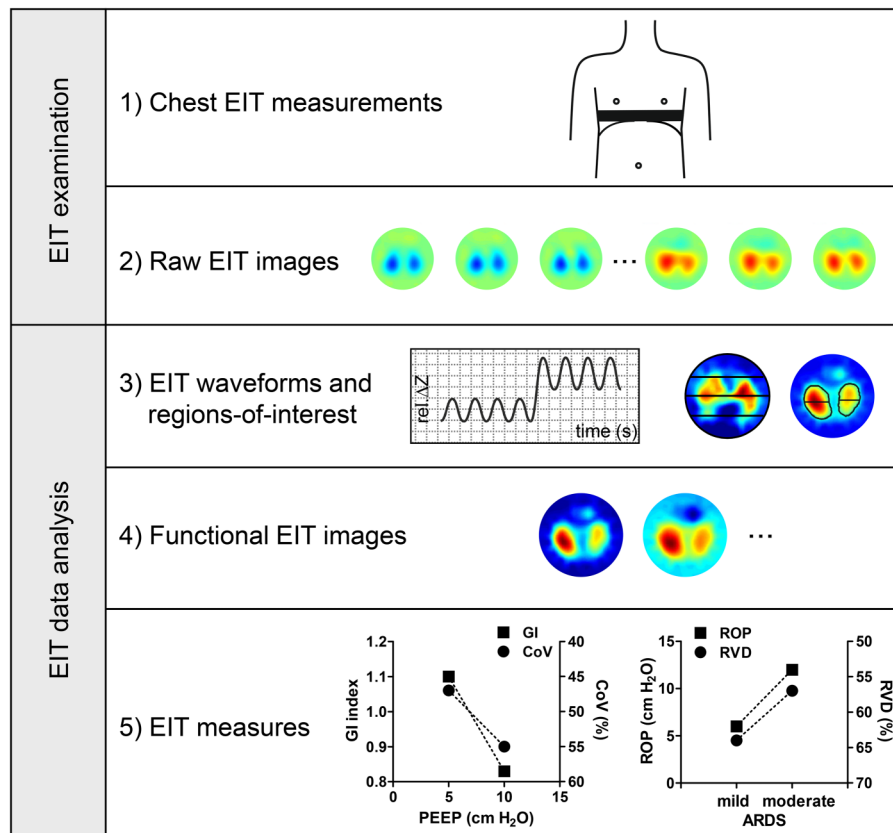 EIT examination
1) Chest EIT measurements
2) Raw EIT images
...
EIT data analysis
3) EIT waveforms and
regions-of-interest
rel. ΔZ
time (s)
4) Functional EIT images
...
5) EIT measures
GI
CoV
1.2
1.1
1.0
0.9
0.8
GI index
40
45
50
55
60
CoV (%)
0 5 10 15
PEEP (cm H₂O)
ROP
RVD
15
10
5
0
ROP (cm H₂O)
50
55
60
65
70
RVD (%)
mild moderate
ARDS